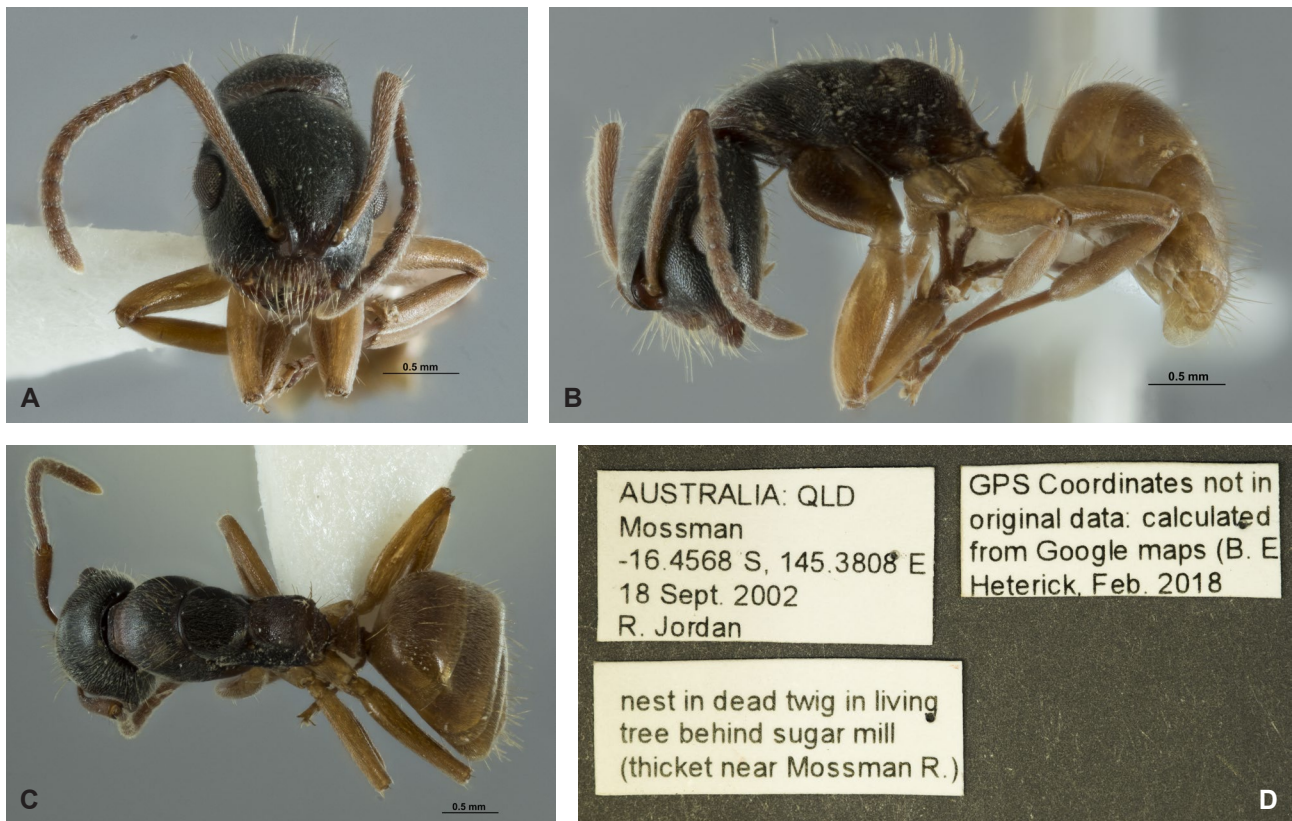 0.5 mm
A
0.5 mm
B
0.5 mm
C
AUSTRALIA: QLD
Mossman
-16.4568 S, 145.3808 E
18 Sept. 2002
R. Jordan
GPS Coordinates not in
original data: calculated
from Google maps (B. E
Heterick, Feb. 2018
nest in dead twig in living
tree behind sugar mill
(thicket near Mossman R.)
D